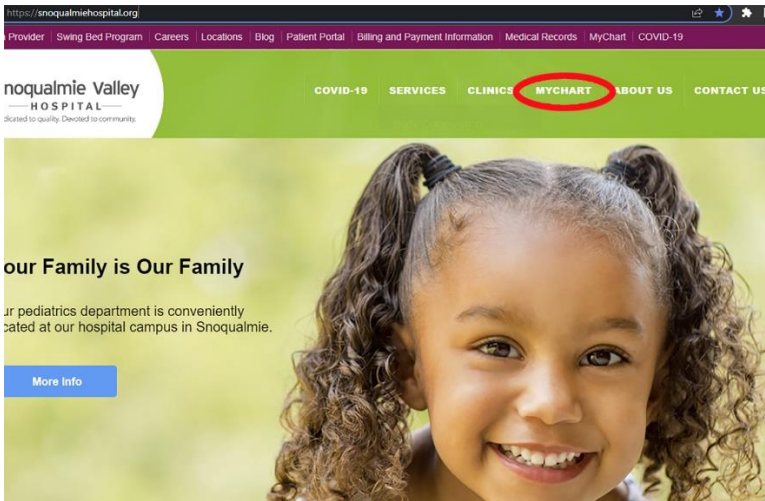 https://snoqualmiehospital.org
Provider | Swing Bed Program | Careers | Locations | Blog | Patient Portal | Billing and Payment Information | Medical Records | MyChart | COVID-19
noqualmie Valley
HOSPITAL
dicated to quality. Devoted to community.
COVID-19 SERVICES CLINICS MYCHART ABOUT US CONTACT US
our Family is Our Family
ur pediatrics department is conveniently
cated at our hospital campus in Snoqualmie.
More Info